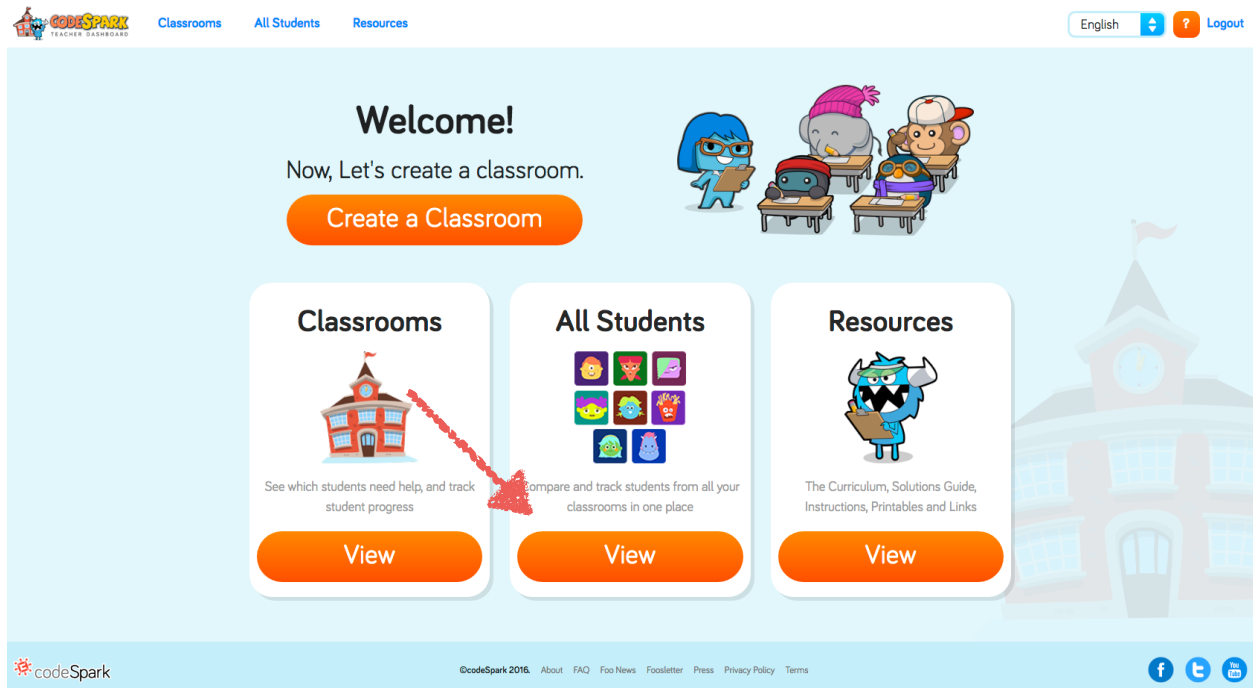 CODESPARK
TEACHER DASHBOARD
Classrooms
All Students
Resources
English
?
Logout
Welcome!
Now, Let's create a classroom.
Create a Classroom
Classrooms
See which students need help, and track
student progress
View
All Students
Compare and track students from all your
classrooms in one place
View
Resources
The Curriculum, Solutions Guide,
Instructions, Printables and Links
View
codeSpark
©codeSpark 2016. About FAQ Foo News Foosletter Press Privacy Policy Terms
f
t
You
Tube